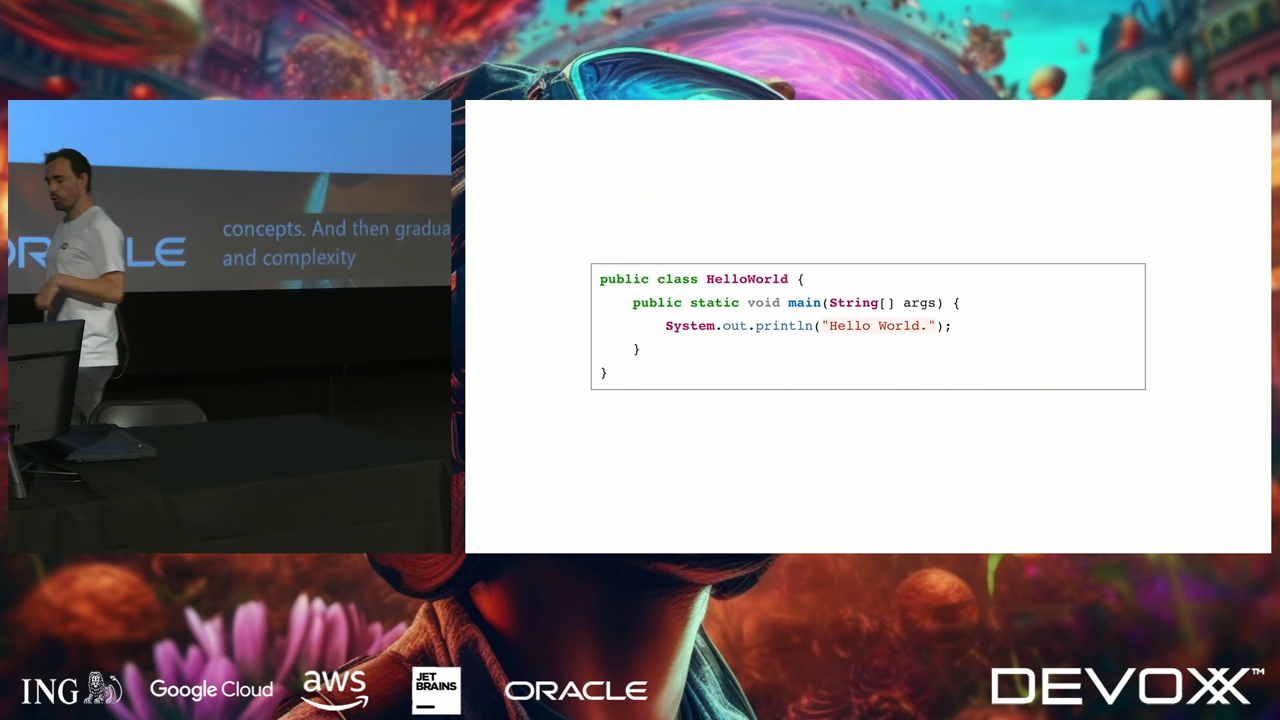 concepts. And then gradua
and complexity
public class HelloWorld {
    public static void main(String[] args) {
        System.out.println("Hello World.");
    }
}
ING
Google Cloud
aws
JET
BRAINS
ORACLE
DEVOXX™